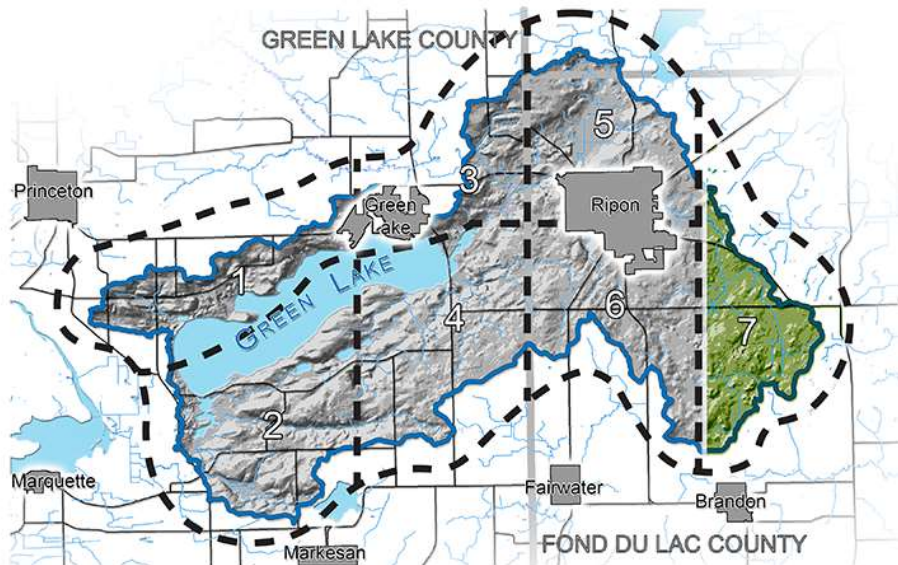 GREEN LAKE COUNTY
5
3
Princeton
Green
Lake
Ripon
1
GREEN LAKE
4
6
7
2
Marquette
Fairwater
Brandon
Markesan
FOND DU LAC COUNTY